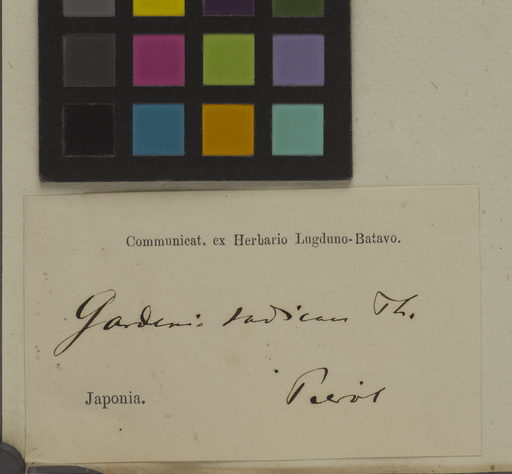 Communicat. ex Herbario Lugduno-Batavo.
Gardenia radicans Th.
Japonia.
Pierot